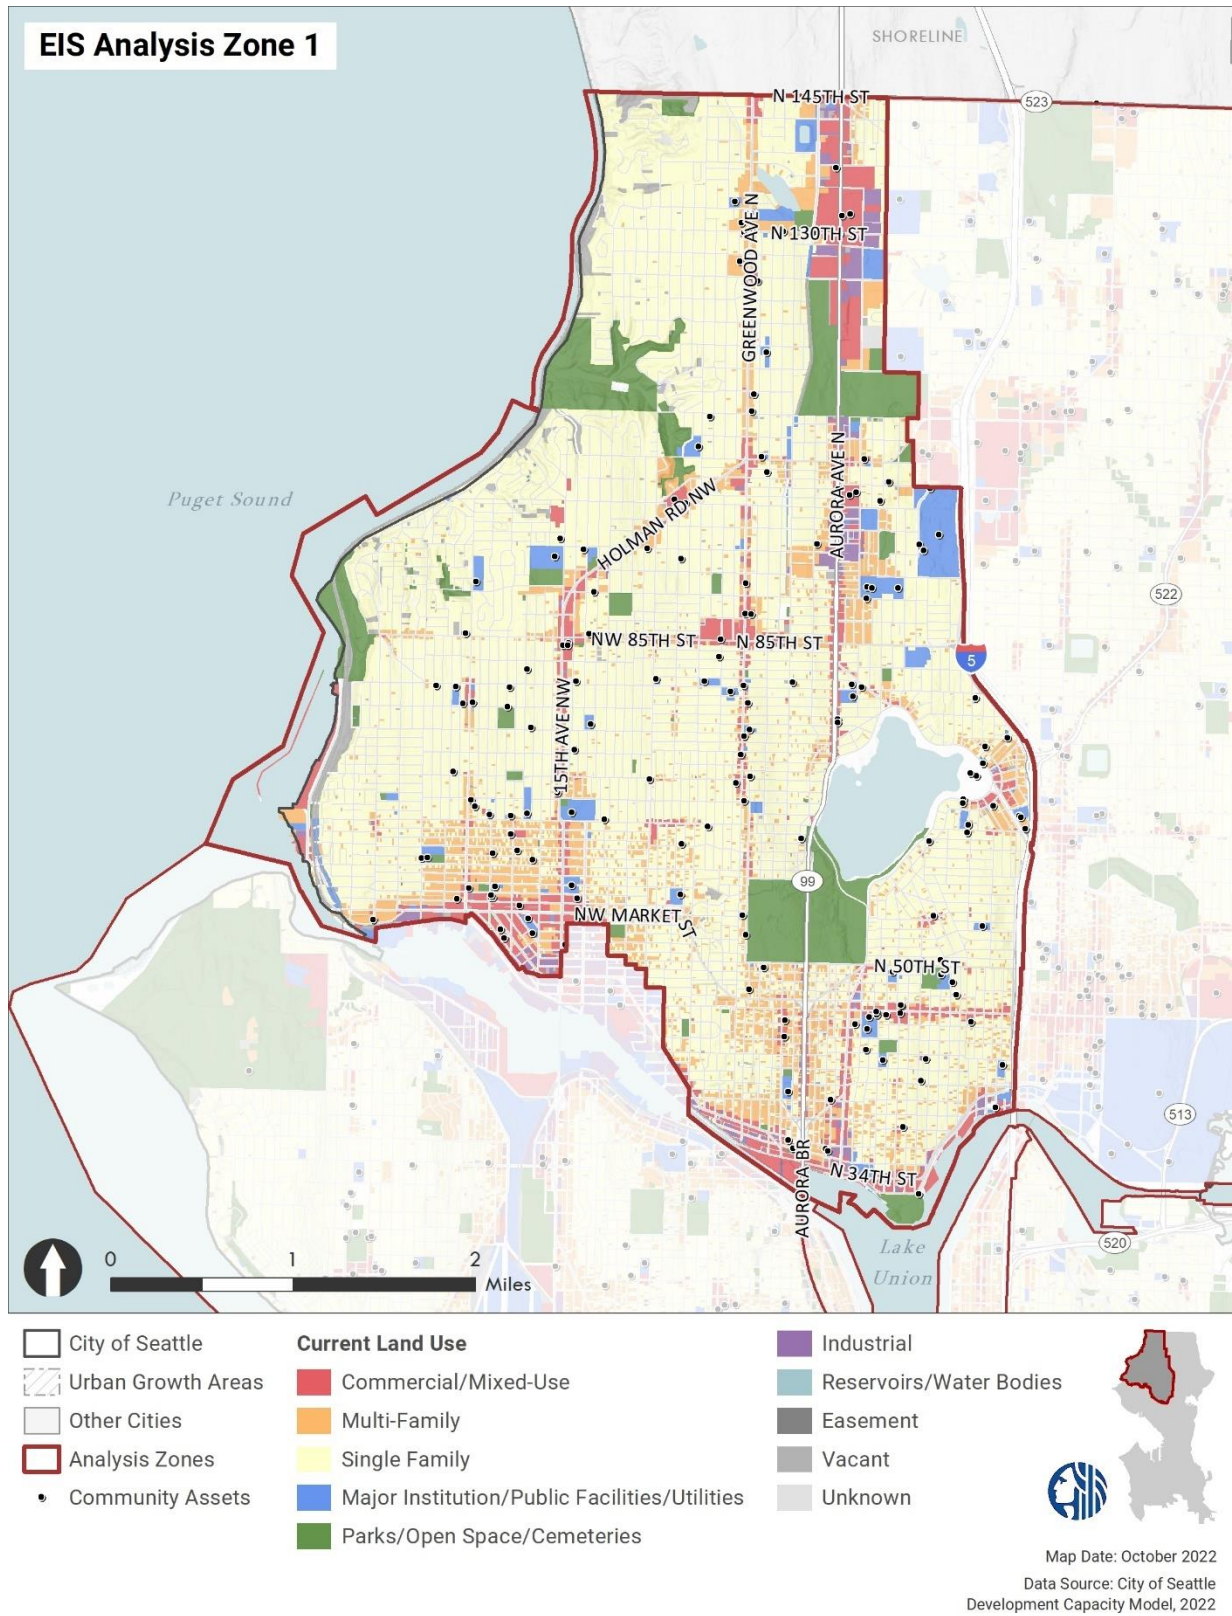 EIS Analysis Zone 1
SHORELINE
N 145TH ST
523
GREENWOOD AVE N
N 130TH ST
Puget Sound
HOLMAN RD NW
AURORA AVE N
522
NW 85TH ST
N 85TH ST
5
15TH AVE NW
99
NW MARKET ST
N 50TH ST
513
AURORA BR
N 34TH ST
520
Lake
Union
0 1 2
Miles
City of Seattle
Urban Growth Areas
Other Cities
Analysis Zones
Community Assets
Current Land Use
Commercial/Mixed-Use
Multi-Family
Single Family
Major Institution/Public Facilities/Utilities
Parks/Open Space/Cemeteries
Industrial
Reservoirs/Water Bodies
Easement
Vacant
Unknown
Map Date: October 2022
Data Source: City of Seattle
Development Capacity Model, 2022